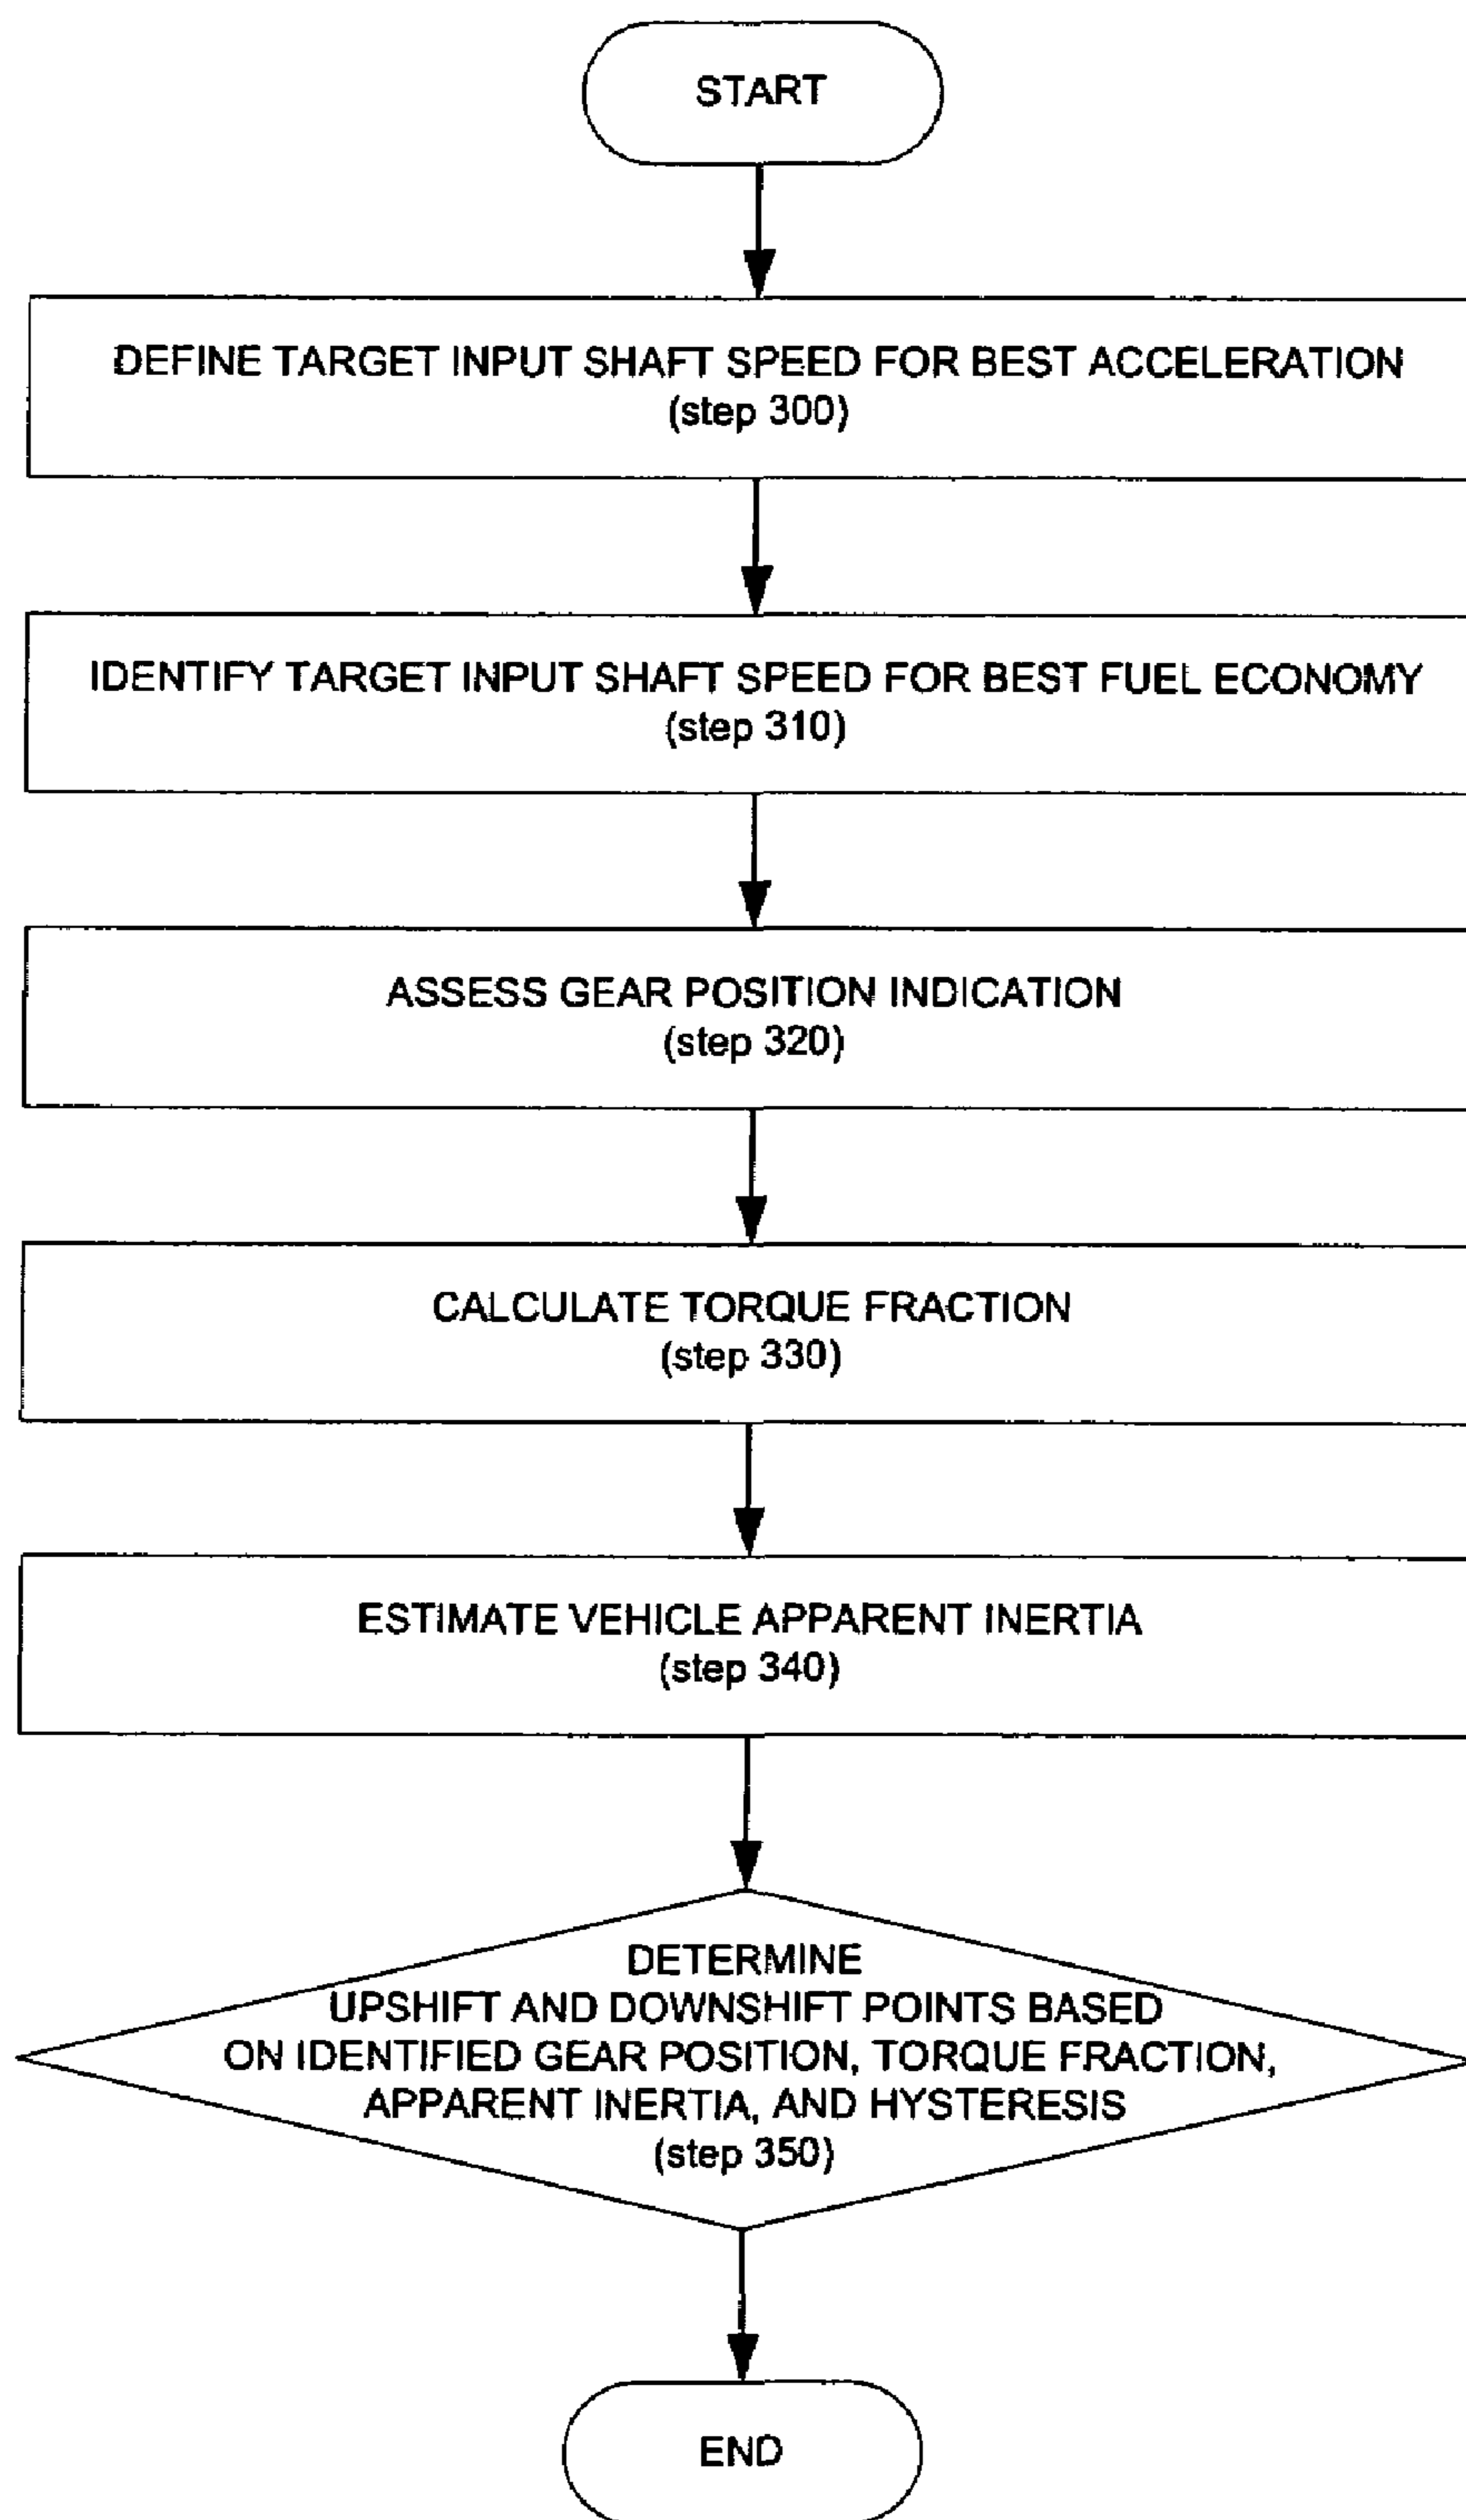 START
DEFINE TARGET INPUT SHAFT SPEED FOR BEST ACCELERATION
(step 300)
IDENTIFY TARGET INPUT SHAFT SPEED FOR BEST FUEL ECONOMY
(step 310)
ASSESS GEAR POSITION INDICATION
(step 320)
CALCULATE TORQUE FRACTION
(step 330)
ESTIMATE VEHICLE APPARENT INERTIA
(step 340)
DETERMINE
UPSHIFT AND DOWNSHIFT POINTS BASED
ON IDENTIFIED GEAR POSITION, TORQUE FRACTION,
APPARENT INERTIA, AND HYSTERESIS
(step 350)
END